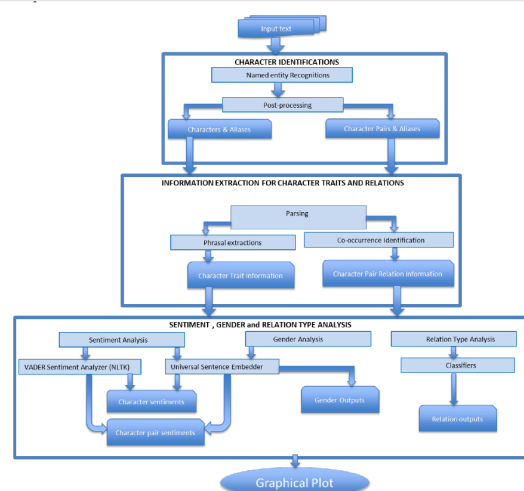 Input text
CHARACTER IDENTIFICATIONS
Named entity Recognitions
Post-processing
Characters & Aliases
Character Pairs & Aliases
INFORMATION EXTRACTION FOR CHARACTER TRAITS AND RELATIONS
Parsing
Phrasal extractions
Co-occurrence identification
Character Trait Information
Character Pair Relation Information
SENTIMENT , GENDER and RELATION TYPE ANALYSIS
Sentiment Analysis
Gender Analysis
Relation Type Analysis
VADER Sentiment Analyzer (NLTK)
Universal Sentence Embedder
Classifiers
Character sentiments
Gender Outputs
Relation outputs
Character pair sentiments
Graphical Plot